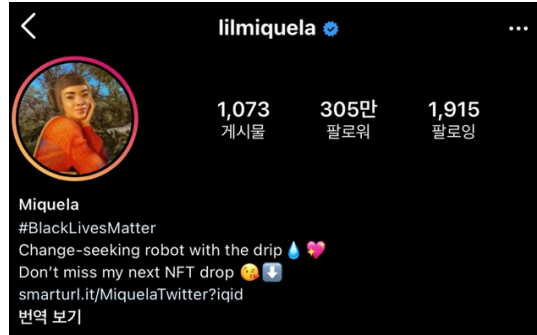 lilmiquela
1,073 305만 1,915
게시물 팔로워 팔로잉
Miquela
#BlackLivesMatter
Change-seeking robot with the drip 💧 💖
Don't miss my next NFT drop 😘 ⬇️
smarturl.it/MiquelaTwitter?iqid
번역 보기